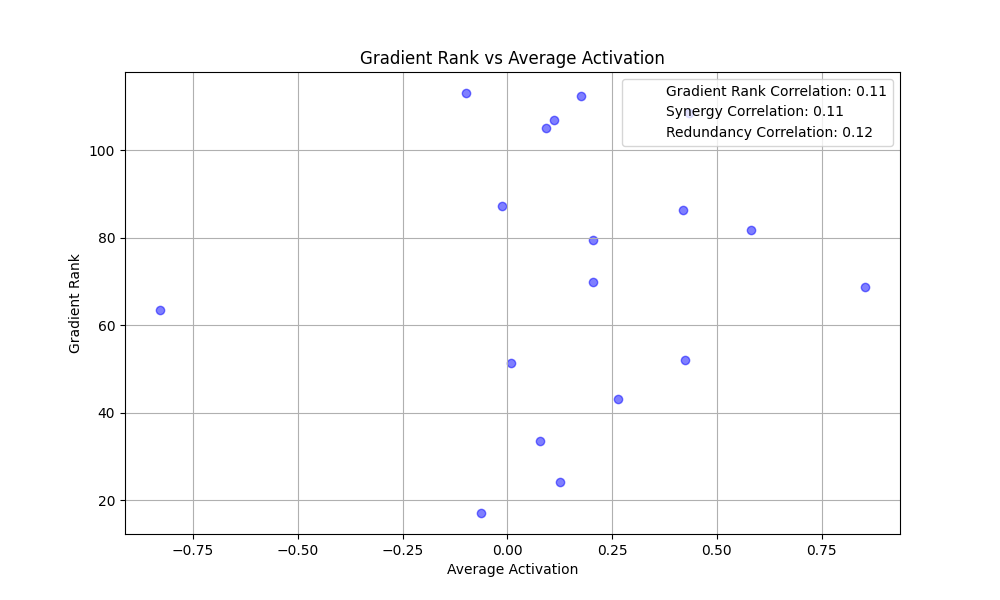 Gradient Rank vs Average Activation
Gradient Rank Correlation: 0.11
Synergy Correlation: 0.11
Redundancy Correlation: 0.12
100
80
60
40
20
Gradient Rank
−0.75 −0.50 −0.25 0.00 0.25 0.50 0.75
Average Activation